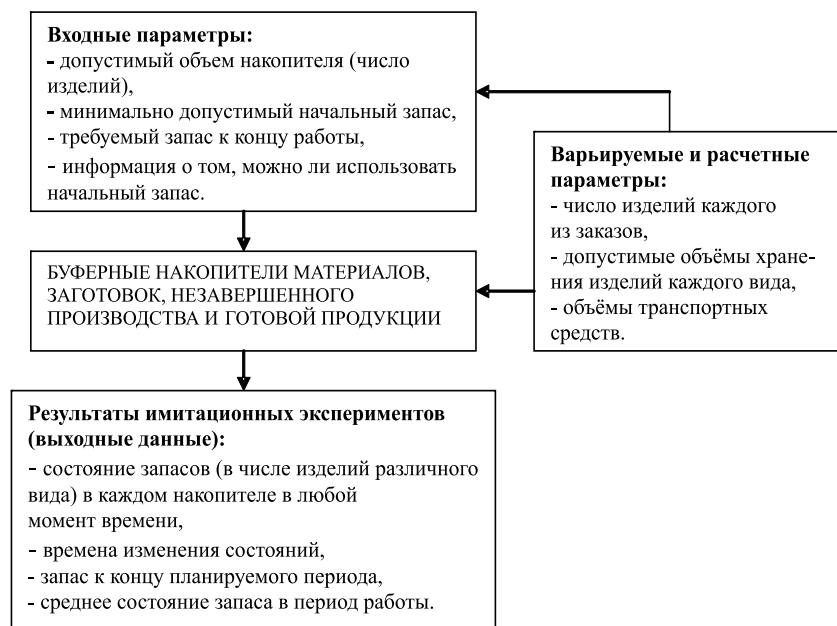 Входные параметры:
- допустимый объем накопителя (число
изделий),
- минимально допустимый начальный запас,
- требуемый запас к концу работы,
- информация о том, можно ли использовать
начальный запас.
Варьируемые и расчетные
параметры:
- число изделий каждого
из заказов,
- допустимые объёмы хране-
ния изделий каждого вида,
- объёмы транспортных
средств.
БУФЕРНЫЕ НАКОПИТЕЛИ МАТЕРИАЛОВ,
ЗАГОТОВОК, НЕЗАВЕРШЕННОГО
ПРОИЗВОДСТВА И ГОТОВОЙ ПРОДУКЦИИ
Результаты имитационных экспериментов
(выходные данные):
- состояние запасов (в числе изделий различного
вида) в каждом накопителе в любой
момент времени,
- времена изменения состояний,
- запас к концу планируемого периода,
- среднее состояние запаса в период работы.